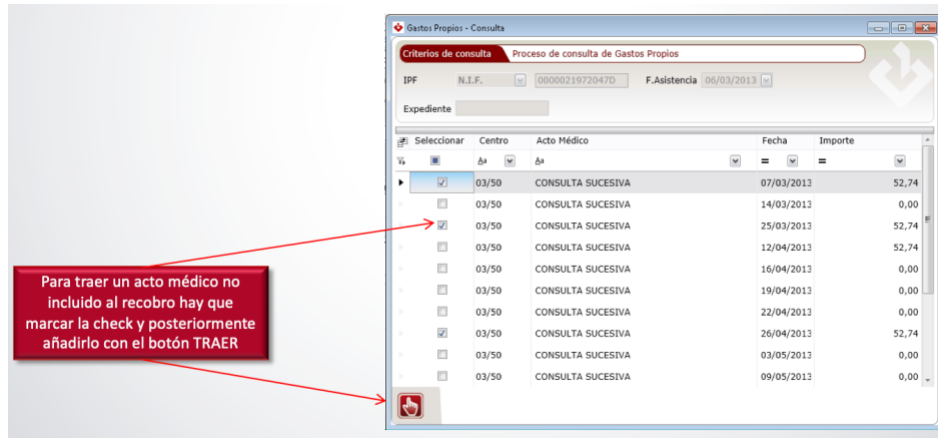 Gastos Propios - Consulta
Criterios de consulta Proceso de consulta de Gastos Propios
IPF N.I.F. 0000021972047D F.Asistencia 06/03/2013
Expediente
Seleccionar Centro Acto Médico Fecha Importe
Aa Aa = =
03/50 CONSULTA SUCESIVA 07/03/2013 52,74
03/50 CONSULTA SUCESIVA 14/03/2013 0,00
03/50 CONSULTA SUCESIVA 25/03/2013 52,74
03/50 CONSULTA SUCESIVA 12/04/2013 52,74
03/50 CONSULTA SUCESIVA 16/04/2013 0,00
03/50 CONSULTA SUCESIVA 19/04/2013 0,00
03/50 CONSULTA SUCESIVA 22/04/2013 0,00
03/50 CONSULTA SUCESIVA 26/04/2013 52,74
03/50 CONSULTA SUCESIVA 03/05/2013 0,00
03/50 CONSULTA SUCESIVA 09/05/2013 0,00
Para traer un acto médico no
incluido al recobro hay que
marcar la check y posteriormente
añadirlo con el botón TRAER